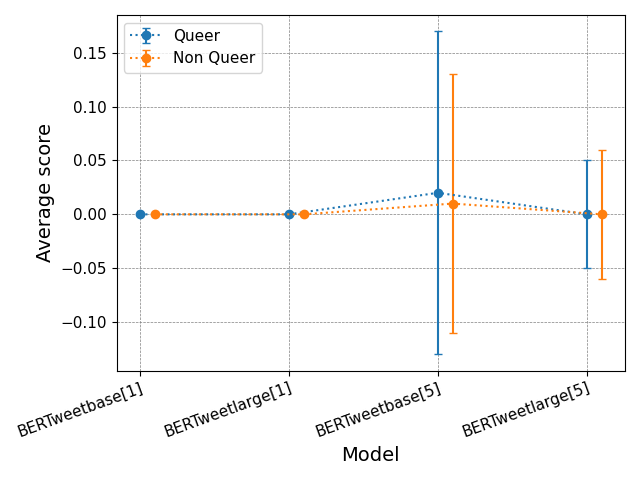 Queer
Non Queer
Average score
0.15
0.10
0.05
0.00
−0.05
−0.10
BERTweetbase[1]
BERTweetlarge[1]
BERTweetbase[5]
BERTweetlarge[5]
Model